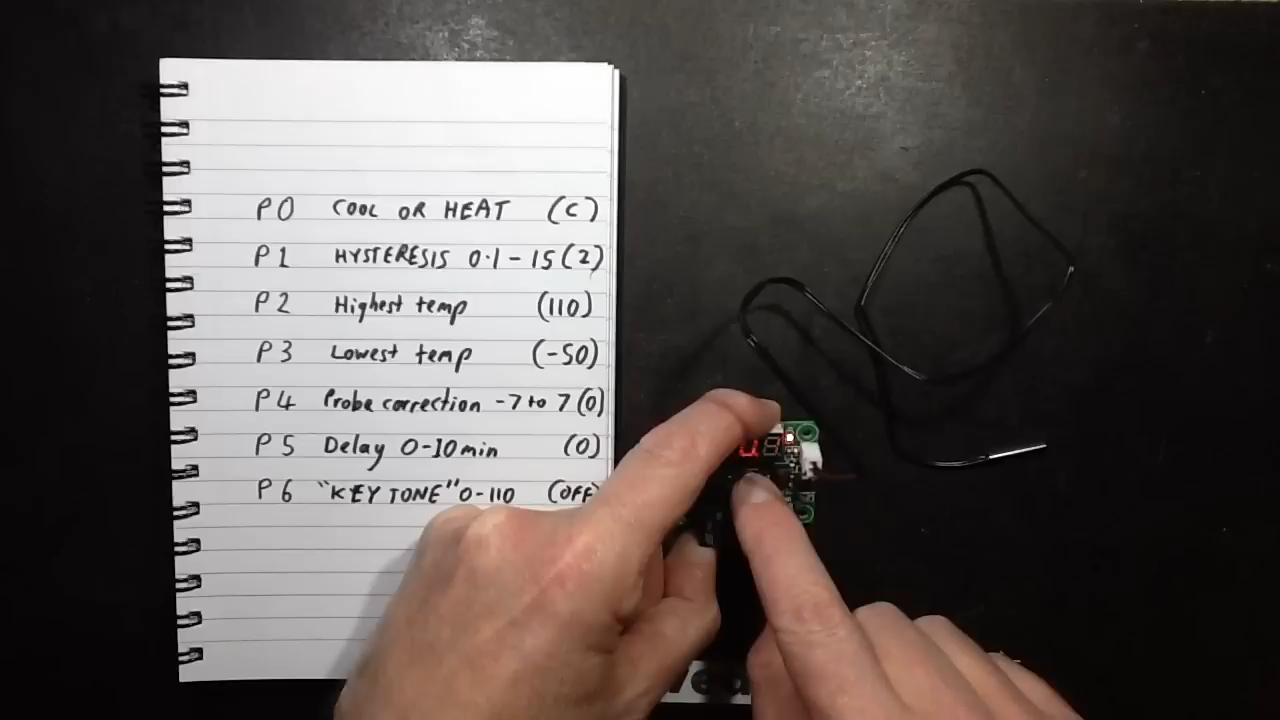 P0 COOL OR HEAT (C)
P1 HYSTERESIS 0.1 - 15 (2)
P2 Highest temp (110)
P3 Lowest temp (-50)
P4 Probe correction -7 to 7 (0)
P5 Delay 0-10 min (0)
P6 "KEY TONE" 0-110 (OFF)